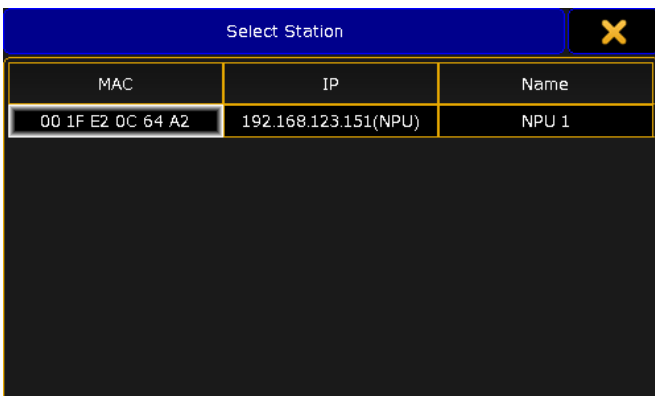 Select Station
MAC IP Name
00 1F E2 0C 64 A2 192.168.123.151(NPU) NPU 1